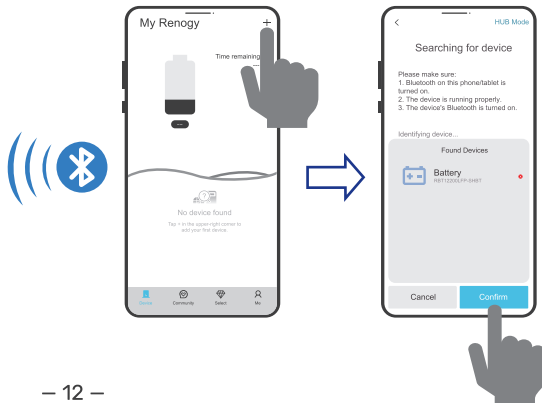 My Renogy
+
Time remaining
--
--
No device found
Tap + in the upper-right corner to
add your first device.
Device
Community
Select
Me
HUB Mode
Searching for device
Please make sure:
1. Bluetooth on this phone/tablet is
turned on.
2. The device is running properly.
3. The device's Bluetooth is turned on.
Identifying device...
Found Devices
Battery
RBT12200LFP-SHBT
Cancel
Confirm
– 12 –